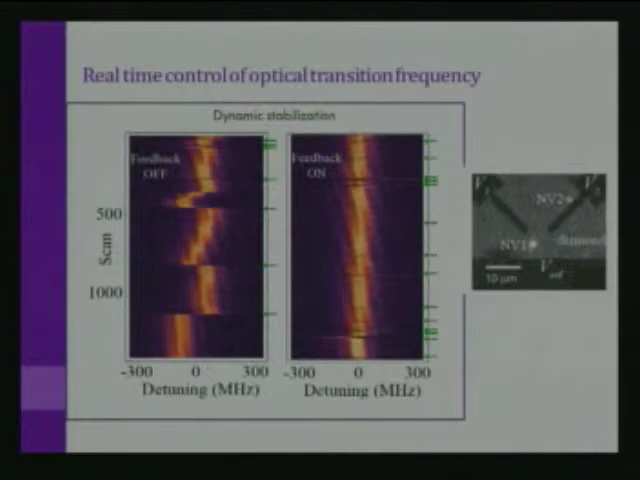 Real time control of optical transition frequency
Dynamic stabilization
Feedback
OFF
Feedback
ON
500
Scan
1000
-300 0 300
Detuning (MHz)
-300 0 300
Detuning (MHz)
NV2
NV1
diamond
10 µm